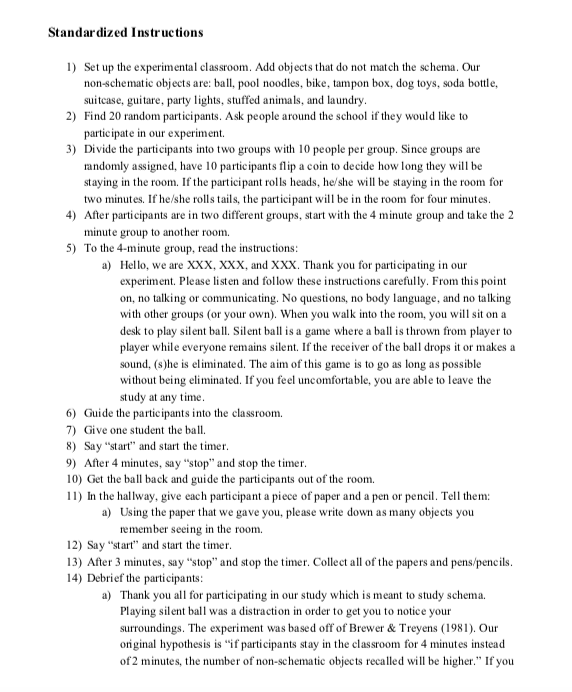 Standardized Instructions
1) Set up the experimental classroom. Add objects that do not match the schema. Our
non-schematic objects are: ball, pool noodles, bike, tampon box, dog toys, soda bottle,
suitcase, guitare, party lights, stuffed animals, and laundry.
2) Find 20 random participants. Ask people around the school if they would like to
participate in our experiment.
3) Divide the participants into two groups with 10 people per group. Since groups are
randomly assigned, have 10 participants flip a coin to decide how long they will be
staying in the room. If the participant rolls heads, he/she will be staying in the room for
two minutes. If he/she rolls tails, the participant will be in the room for four minutes.
4) After participants are in two different groups, start with the 4 minute group and take the 2
minute group to another room.
5) To the 4-minute group, read the instructions:
a) Hello, we are XXX, XXX, and XXX. Thank you for participating in our
experiment. Please listen and follow these instructions carefully. From this point
on, no talking or communicating. No questions, no body language, and no talking
with other groups (or your own). When you walk into the room, you will sit on a
desk to play silent ball. Silent ball is a game where a ball is thrown from player to
player while everyone remains silent. If the receiver of the ball drops it or makes a
sound, (s)he is eliminated. The aim of this game is to go as long as possible
without being eliminated. If you feel uncomfortable, you are able to leave the
study at any time.
6) Guide the participants into the classroom.
7) Give one student the ball.
8) Say “start” and start the timer.
9) After 4 minutes, say “stop” and stop the timer.
10) Get the ball back and guide the participants out of the room.
11) In the hallway, give each participant a piece of paper and a pen or pencil. Tell them:
a) Using the paper that we gave you, please write down as many objects you
remember seeing in the room.
12) Say “start” and start the timer.
13) After 3 minutes, say “stop” and stop the timer. Collect all of the papers and pens/pencils.
14) Debrief the participants:
a) Thank you all for participating in our study which is meant to study schema.
Playing silent ball was a distraction in order to get you to notice your
surroundings. The experiment was based off of Brewer & Treyens (1981). Our
original hypothesis is “if participants stay in the classroom for 4 minutes instead
of 2 minutes, the number of non-schematic objects recalled will be higher.” If you